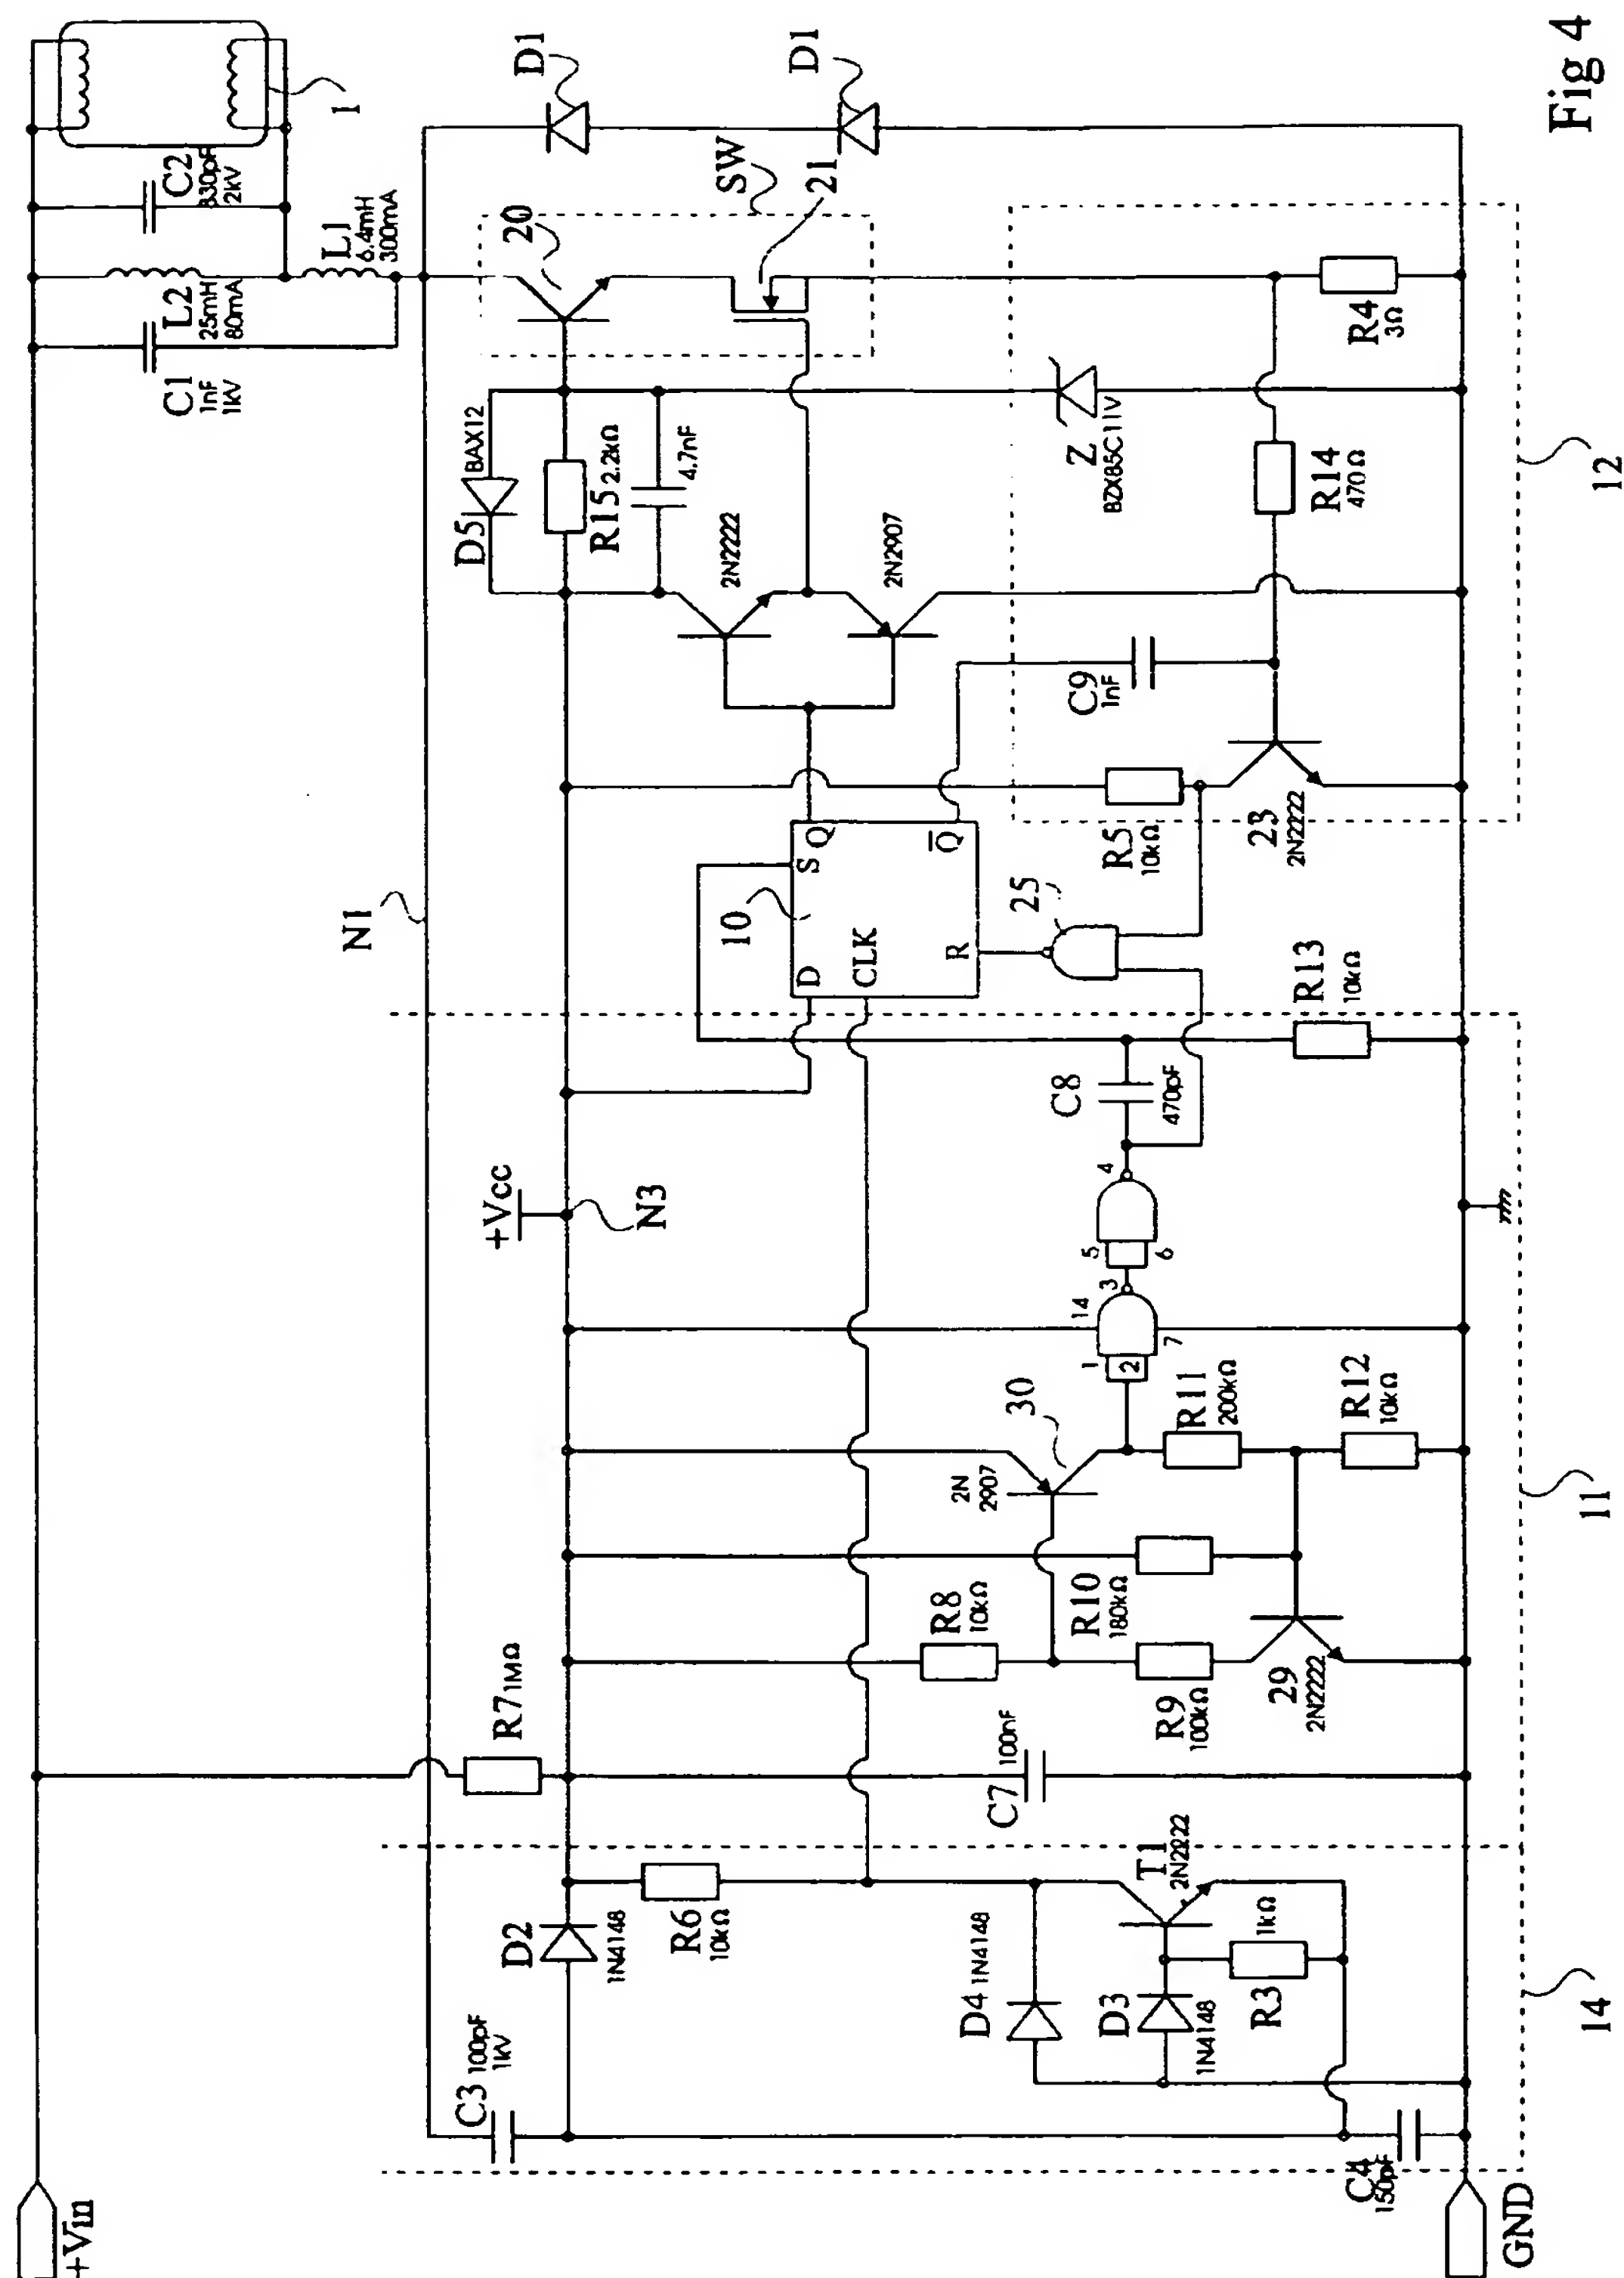 1
C2
330pF
2kV
L1
6.4mH
300mA
L2
25mH
80mA
C1
1nF
1kV
D1
D1
SW
20
21
R4
3Ω
D5
BAX12
R15 2.2kΩ
4.7nF
2N2222
2N2907
Z
BZX85C11V
R14
470Ω
12
C9
1nF
R5
10kΩ
23
2N2222
N1
10
D
S
Q
CLK
R
Q̅
25
R13
10kΩ
C8
470pF
+Vcc
N3
1
2
3
14
7
5
6
4
30
2N
2907
R11
200kΩ
R12
10kΩ
R8
10kΩ
R10
180kΩ
R9
100kΩ
29
2N2222
11
R7 1MΩ
C7 100nF
D2
1N4148
R6
10kΩ
T1
2N2222
1kΩ
R3
D4 1N4148
D3
1N4148
14
C3 100pF
1kV
C4
150pF
+Vin
GND
Fig 4